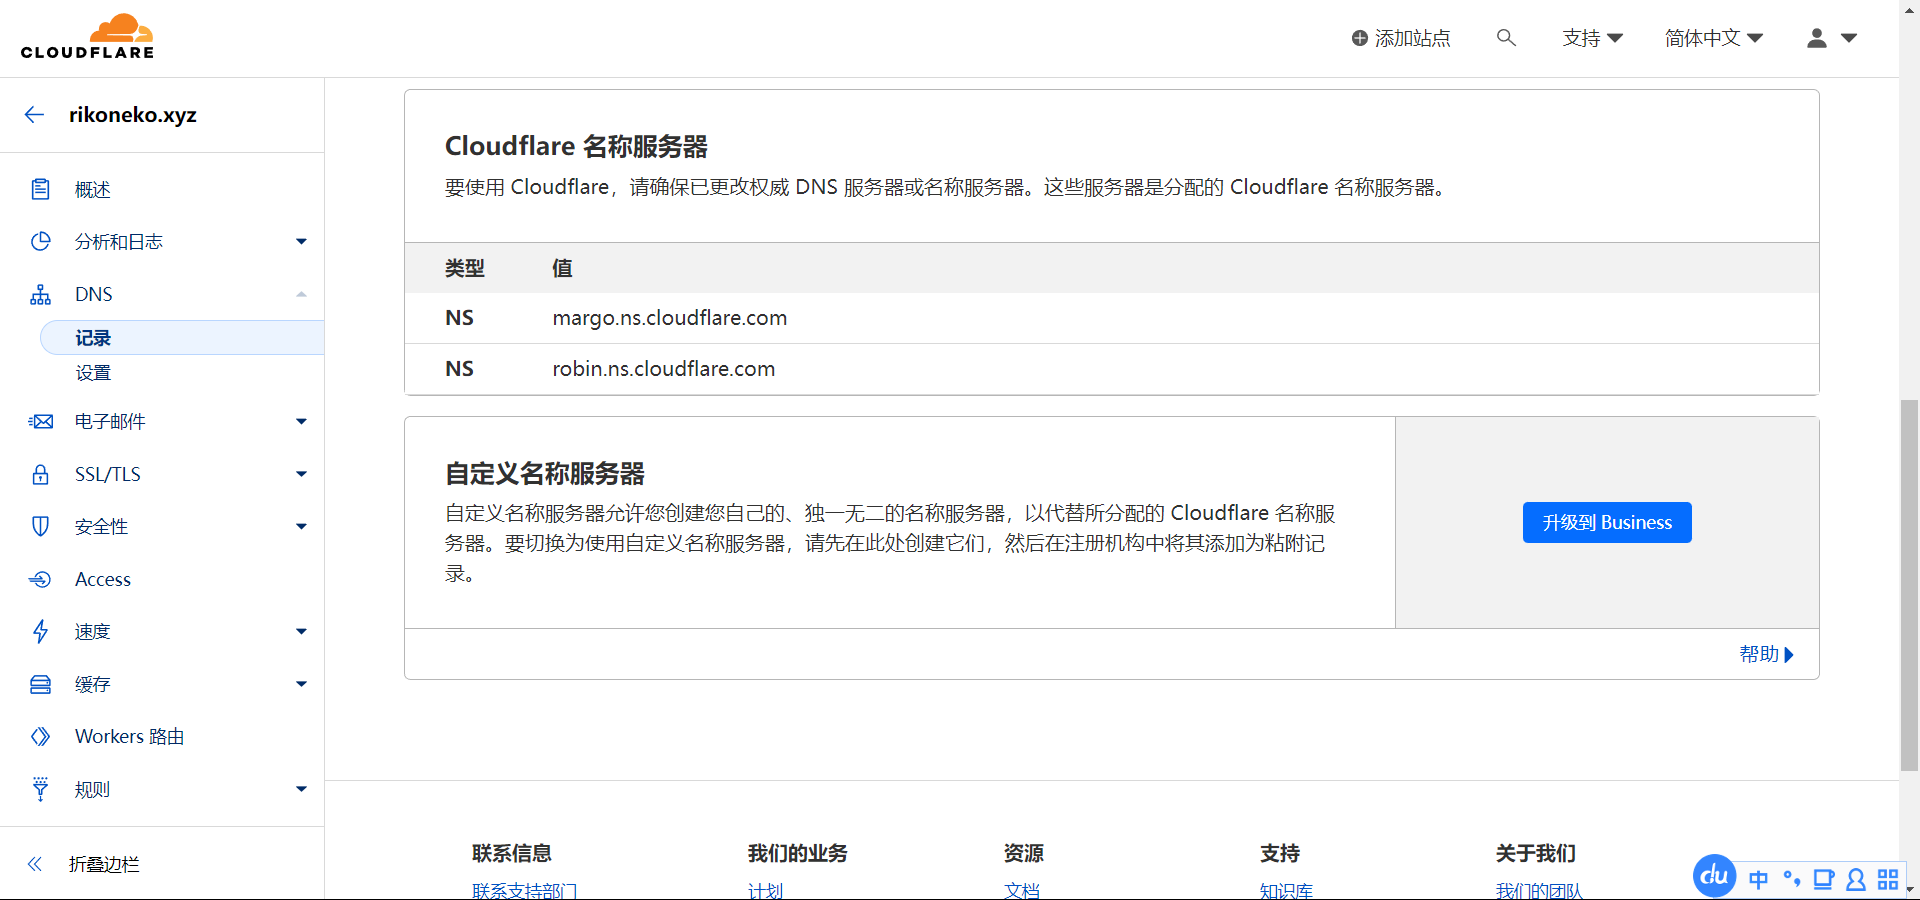 CLOUDFLARE
添加站点
支持
简体中文
rikoneko.xyz
概述
分析和日志
DNS
记录
设置
电子邮件
SSL/TLS
安全性
Access
速度
缓存
Workers 路由
规则
折叠边栏
Cloudflare 名称服务器
要使用 Cloudflare，请确保已更改权威 DNS 服务器或名称服务器。这些服务器是分配的 Cloudflare 名称服务器。
类型 值
NS margo.ns.cloudflare.com
NS robin.ns.cloudflare.com
自定义名称服务器
自定义名称服务器允许您创建您自己的、独一无二的名称服务器，以代替所分配的 Cloudflare 名称服
务器。要切换为使用自定义名称服务器，请先在此处创建它们，然后在注册机构中将其添加为粘附记
录。
升级到 Business
帮助
联系信息 我们的业务 资源 支持 关于我们
联系支持部门 计划 文档 知识库 我们的团队
du 中